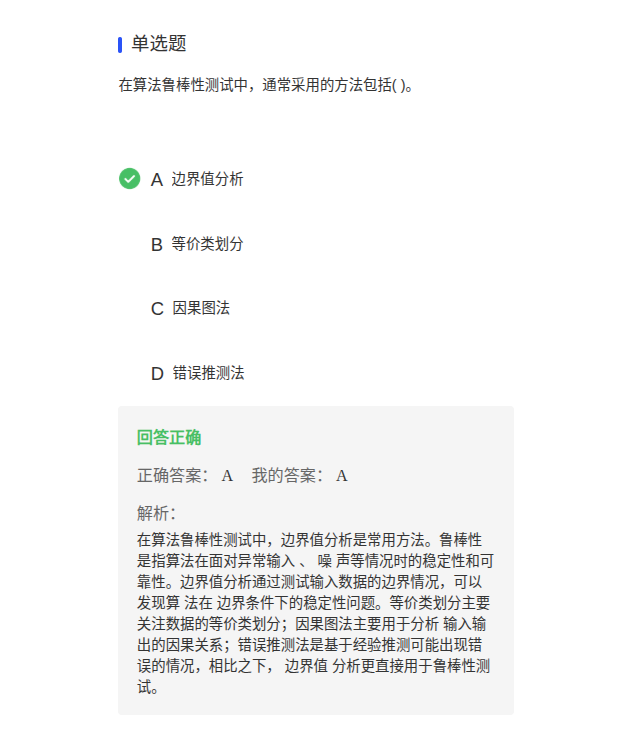 单选题
在算法鲁棒性测试中，通常采用的方法包括( )。
A 边界值分析
B 等价类划分
C 因果图法
D 错误推测法
回答正确
正确答案： A 我的答案： A
解析：
在算法鲁棒性测试中，边界值分析是常用方法。鲁棒性
是指算法在面对异常输入 、 噪 声等情况时的稳定性和可
靠性。边界值分析通过测试输入数据的边界情况，可以
发现算 法在 边界条件下的稳定性问题。等价类划分主要
关注数据的等价类划分；因果图法主要用于分析 输入输
出的因果关系；错误推测法是基于经验推测可能出现错
误的情况，相比之下， 边界值 分析更直接用于鲁棒性测
试。